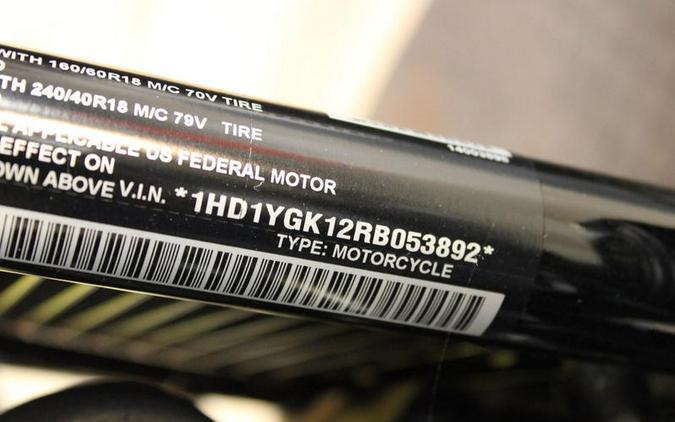 WITH 160/60R18 M/C 70V TIRE
TH 240/40R18 M/C 79V TIRE
APPLICABLE US FEDERAL MOTOR
EFFECT ON
OWN ABOVE V.I.N. *1HD1YGK12RB053892*
TYPE: MOTORCYCLE